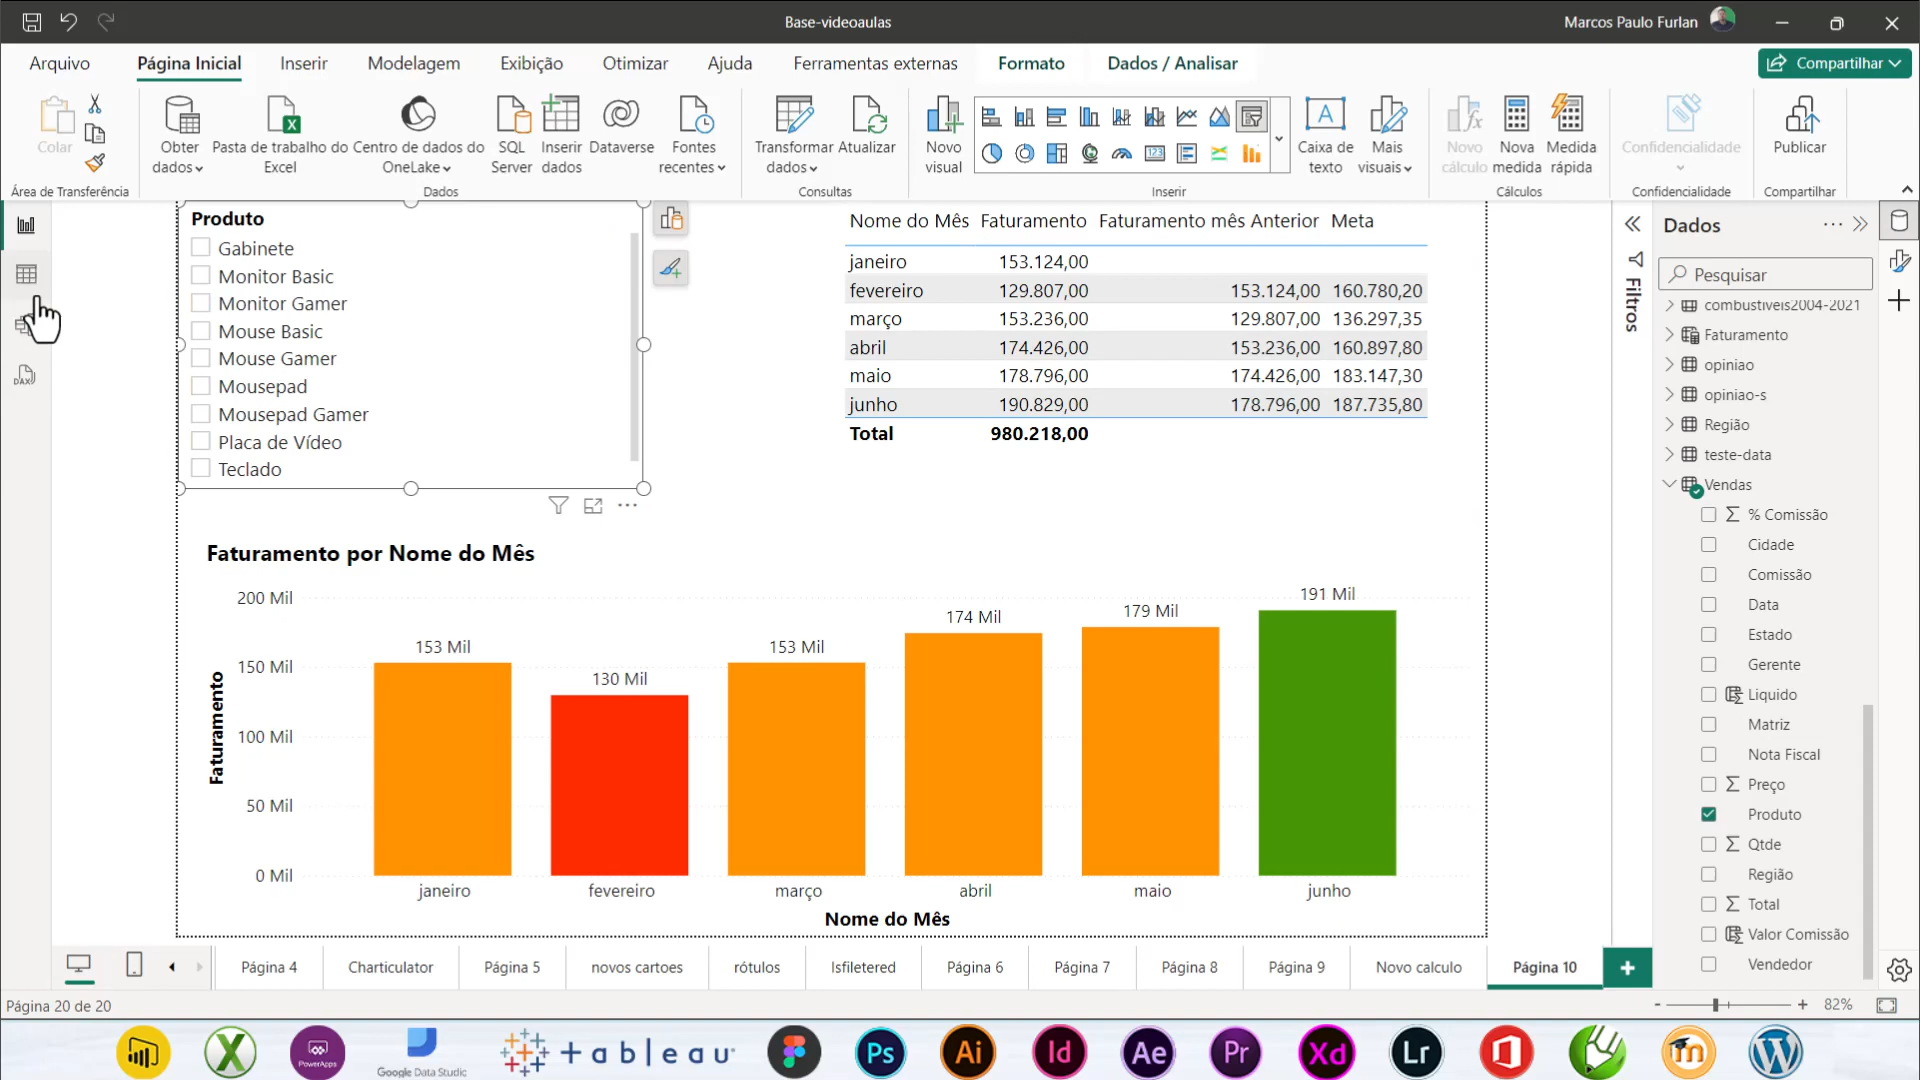 Base-videoaulas
Marcos Paulo Furlan
Arquivo
Página Inicial
Inserir
Modelagem
Exibição
Otimizar
Ajuda
Ferramentas externas
Formato
Dados / Analisar
Compartilhar
Colar
Obter dados
Pasta de trabalho do Excel
Centro de dados do OneLake
SQL Server
Inserir dados
Dataverse
Fontes recentes
Transformar dados
Atualizar
Novo visual
Caixa de texto
Mais visuais
Novo cálculo
Nova medida
Medida rápida
Confidencialidade
Publicar
Área de Transferência
Dados
Consultas
Inserir
Cálculos
Confidencialidade
Compartilhar
DAX
Produto
Gabinete
Monitor Basic
Monitor Gamer
Mouse Basic
Mouse Gamer
Mousepad
Mousepad Gamer
Placa de Vídeo
Teclado
Nome do Mês Faturamento Faturamento mês Anterior Meta
janeiro 153.124,00
fevereiro 129.807,00 153.124,00 160.780,20
março 153.236,00 129.807,00 136.297,35
abril 174.426,00 153.236,00 160.897,80
maio 178.796,00 174.426,00 183.147,30
junho 190.829,00 178.796,00 187.735,80
Total 980.218,00
Faturamento por Nome do Mês
200 Mil
150 Mil
100 Mil
50 Mil
0 Mil
Faturamento
153 Mil
130 Mil
153 Mil
174 Mil
179 Mil
191 Mil
janeiro
fevereiro
março
abril
maio
junho
Nome do Mês
Filtros
Dados
Pesquisar
combustiveis2004-2021
Faturamento
opiniao
opiniao-s
Região
teste-data
Vendas
% Comissão
Cidade
Comissão
Data
Estado
Gerente
Liquido
Matriz
Nota Fiscal
Preço
Produto
Qtde
Região
Total
Valor Comissão
Vendedor
Página 4
Charticulator
Página 5
novos cartoes
rótulos
Isfiletered
Página 6
Página 7
Página 8
Página 9
Novo calculo
Página 10
Página 20 de 20
82%
PowerApps
Google Data Studio
+ableau
Ps
Ai
Id
Ae
Pr
Xd
Lr